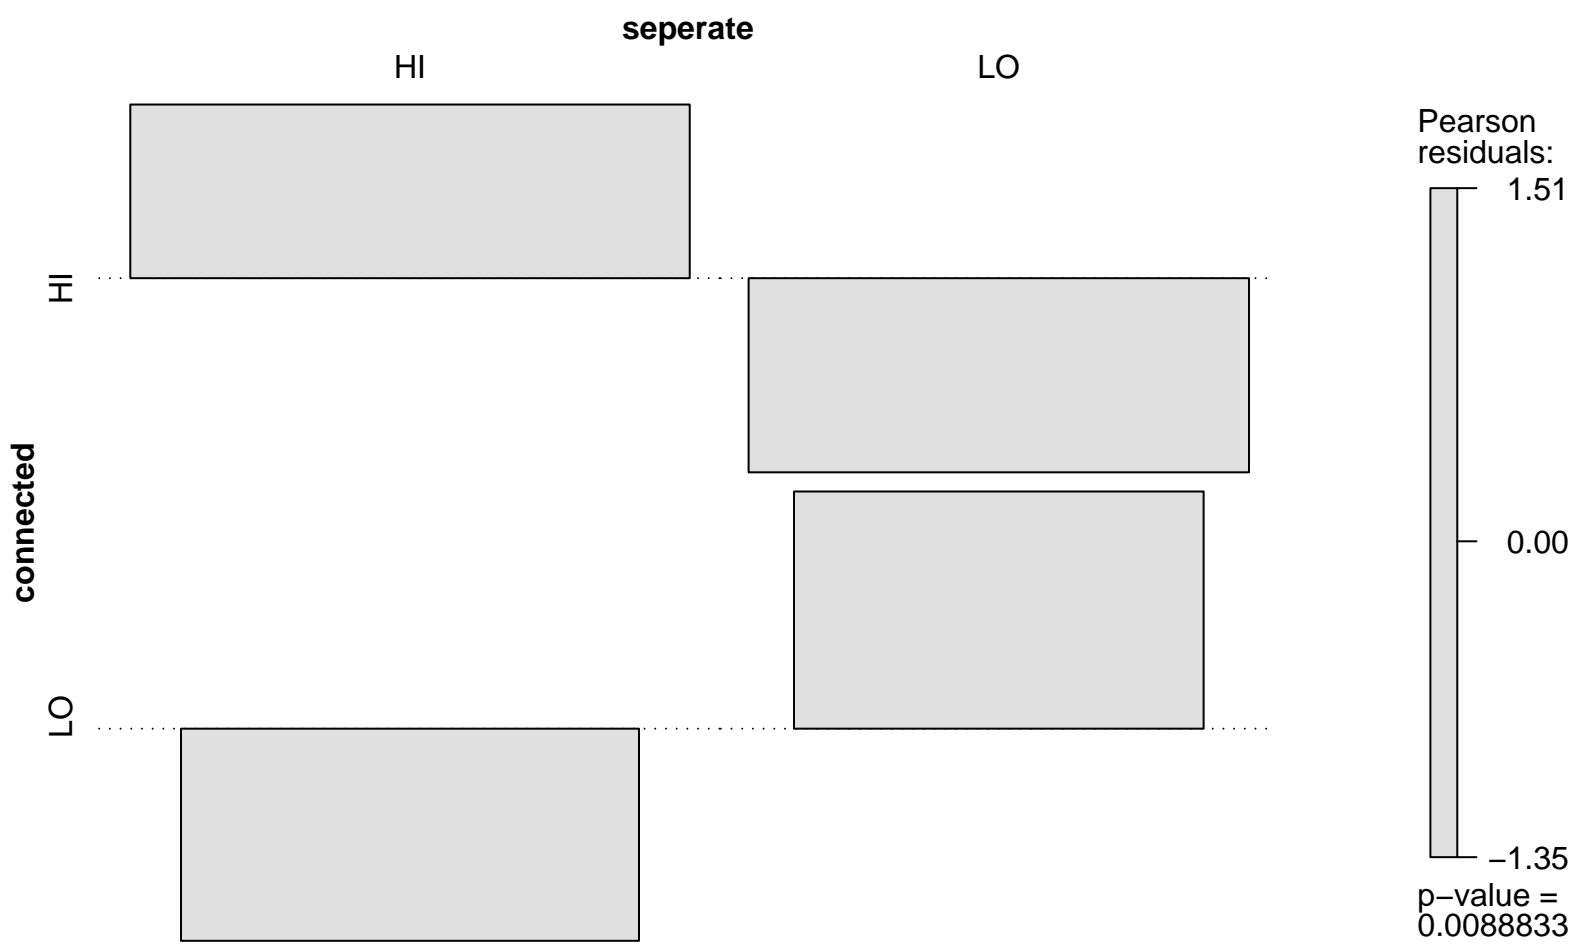 seperate
HI
LO
HI
connected
LO
Pearson
residuals:
1.51
0.00
−1.35
p−value =
0.0088833